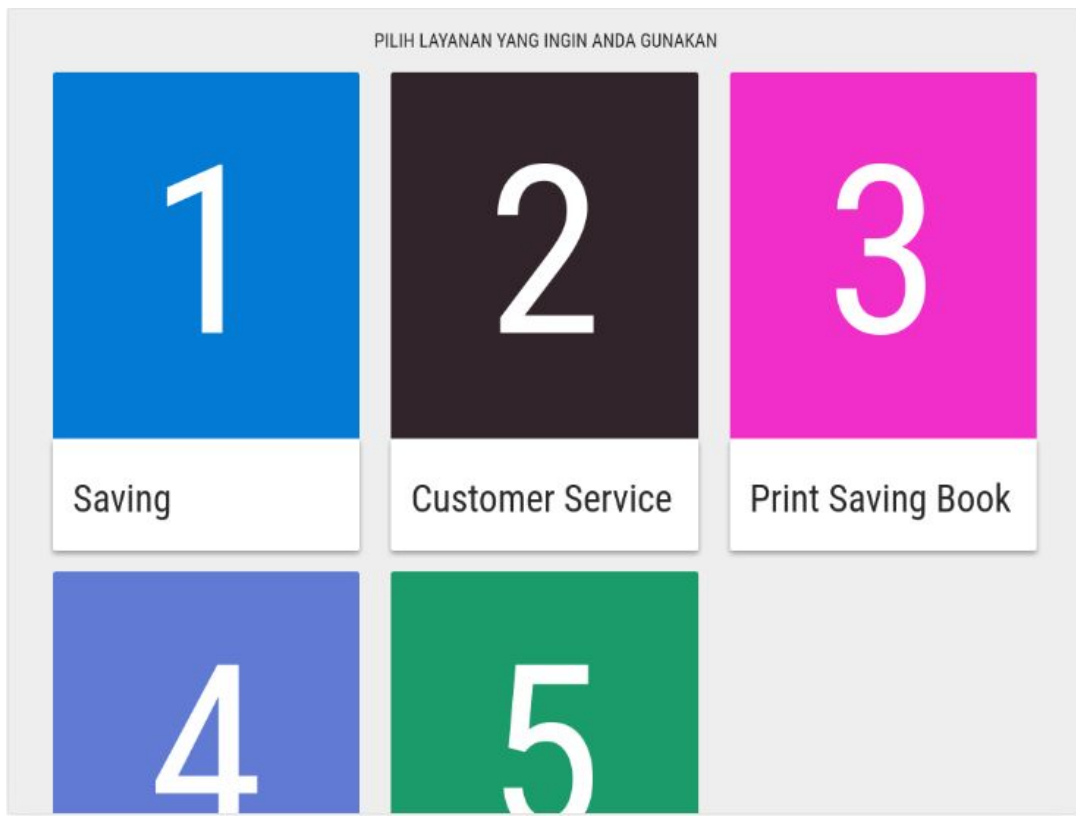 PILIH LAYANAN YANG INGIN ANDA GUNAKAN
1
2
3
Saving
Customer Service
Print Saving Book
4
5